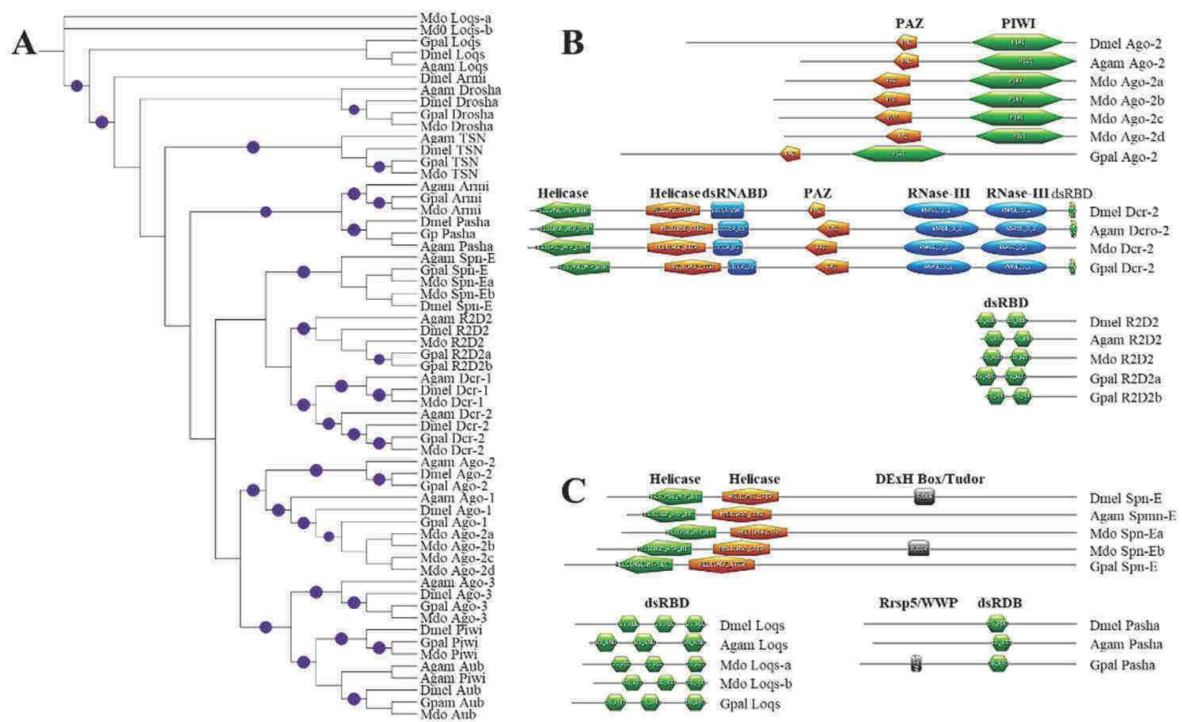 A
Mdo Loqs-a
Md0 Loqs-b
Gpal Loqs
Dmel Loqs
Agam Loqs
Dmel Armi
Agam Drosha
Dmel Drosha
Gpal Drosha
Mdo Drosha
Agam TSN
Dmel TSN
Gpal TSN
Mdo TSN
Agam Armi
Gpal Armi
Mdo Armi
Dmel Pasha
Gp Pasha
Agam Pasha
Agam Spn-E
Gpal Spn-E
Mdo Spn-Ea
Mdo Spn-Eb
Dmel Spn-E
Agam R2D2
Dmel R2D2
Mdo R2D2
Gpal R2D2a
Gpal R2D2b
Agam Dcr-1
Dmel Dcr-1
Mdo Dcr-1
Agam Dcr-2
Dmel Dcr-2
Gpal Dcr-2
Mdo Dcr-2
Agam Ago-2
Dmel Ago-2
Gpal Ago-2
Agam Ago-1
Dmel Ago-1
Gpal Ago-1
Mdo Ago-2a
Mdo Ago-2b
Mdo Ago-2c
Mdo Ago-2d
Agam Ago-3
Dmel Ago-3
Gpal Ago-3
Mdo Ago-3
Dmel Piwi
Gpal Piwi
Mdo Piwi
Agam Aub
Agam Piwi
Dmel Aub
Gpam Aub
Mdo Aub
B
PAZ PIWI
Dmel Ago-2
Agam Ago-2
Mdo Ago-2a
Mdo Ago-2b
Mdo Ago-2c
Mdo Ago-2d
Gpal Ago-2
Helicase Helicase dsRNABD PAZ RNase-III RNase-III dsRBD
Dmel Dcr-2
Agam Dcro-2
Mdo Dcr-2
Gpal Dcr-2
dsRBD
Dmel R2D2
Agam R2D2
Mdo R2D2
Gpal R2D2a
Gpal R2D2b
C
Helicase Helicase DExH Box/Tudor
Dmel Spn-E
Agam Spmn-E
Mdo Spn-Ea
Mdo Spn-Eb
Gpal Spn-E
dsRBD
Dmel Loqs
Agam Loqs
Mdo Loqs-a
Mdo Loqs-b
Gpal Loqs
Rrsp5/WWP dsRDB
Dmel Pasha
Agam Pasha
Gpal Pasha